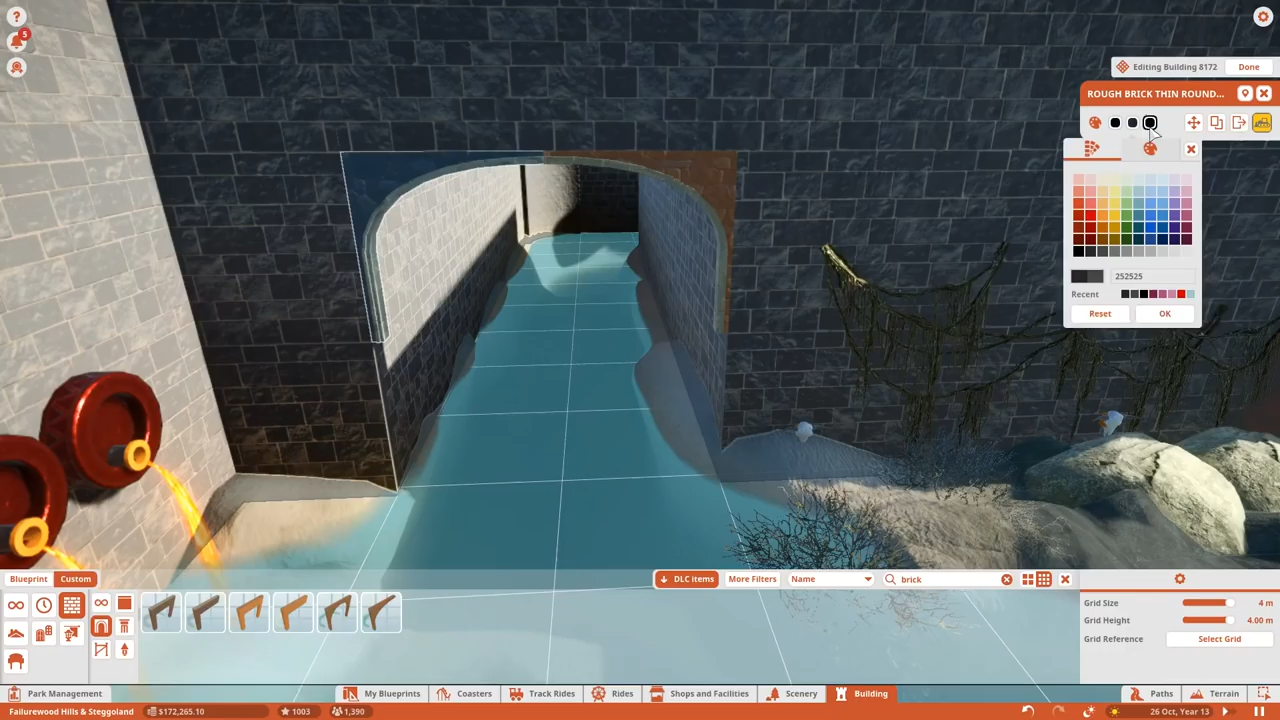 ?
5
Editing Building 8172
Done
ROUGH BRICK THIN ROUND...
252525
Recent
Reset
OK
Blueprint
Custom
DLC items
More Filters
Name
brick
Grid Size
4 m
Grid Height
4.00 m
Grid Reference
Select Grid
Park Management
My Blueprints
Coasters
Track Rides
Rides
Shops and Facilities
Scenery
Building
Paths
Terrain
Failurewood Hills & Steggoland
$172,265.10
1003
1,390
26 Oct, Year 13